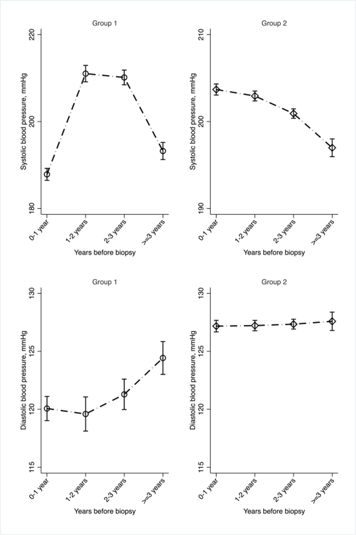 Group 1
Group 2
Systolic blood pressure, mmHg
220
200
180
0-1 year
1-2 years
2-3 years
>=3 years
Years before biopsy
Systolic blood pressure, mmHg
210
200
190
0-1 year
1-2 years
2-3 years
>=3 years
Years before biopsy
Group 1
Group 2
Diastolic blood pressure, mmHg
130
125
120
115
0-1 year
1-2 years
2-3 years
>=3 years
Years before biopsy
Diastolic blood pressure, mmHg
130
125
120
115
0-1 year
1-2 years
2-3 years
>=3 years
Years before biopsy